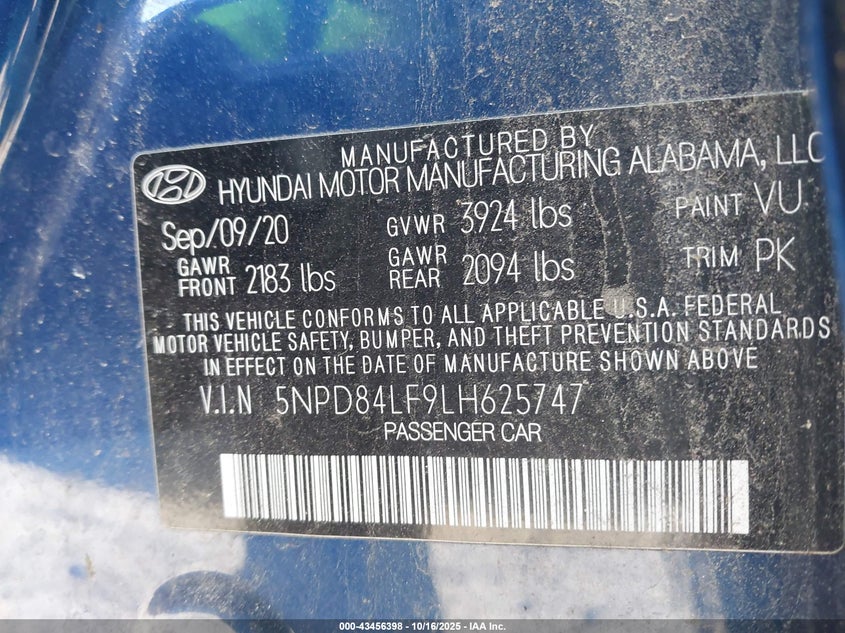 MANUFACTURED BY
HYUNDAI MOTOR MANUFACTURING ALABAMA, LLC
Sep/09/20 GVWR 3924 lbs PAINT VU
GAWR FRONT 2183 lbs GAWR REAR 2094 lbs TRIM PK
THIS VEHICLE CONFORMS TO ALL APPLICABLE U.S.A. FEDERAL
MOTOR VEHICLE SAFETY, BUMPER, AND THEFT PREVENTION STANDARDS
IN EFFECT ON THE DATE OF MANUFACTURE SHOWN ABOVE
V.I.N 5NPD84LF9LH625747
PASSENGER CAR
000-43456398 - 10/16/2025 - IAA Inc.